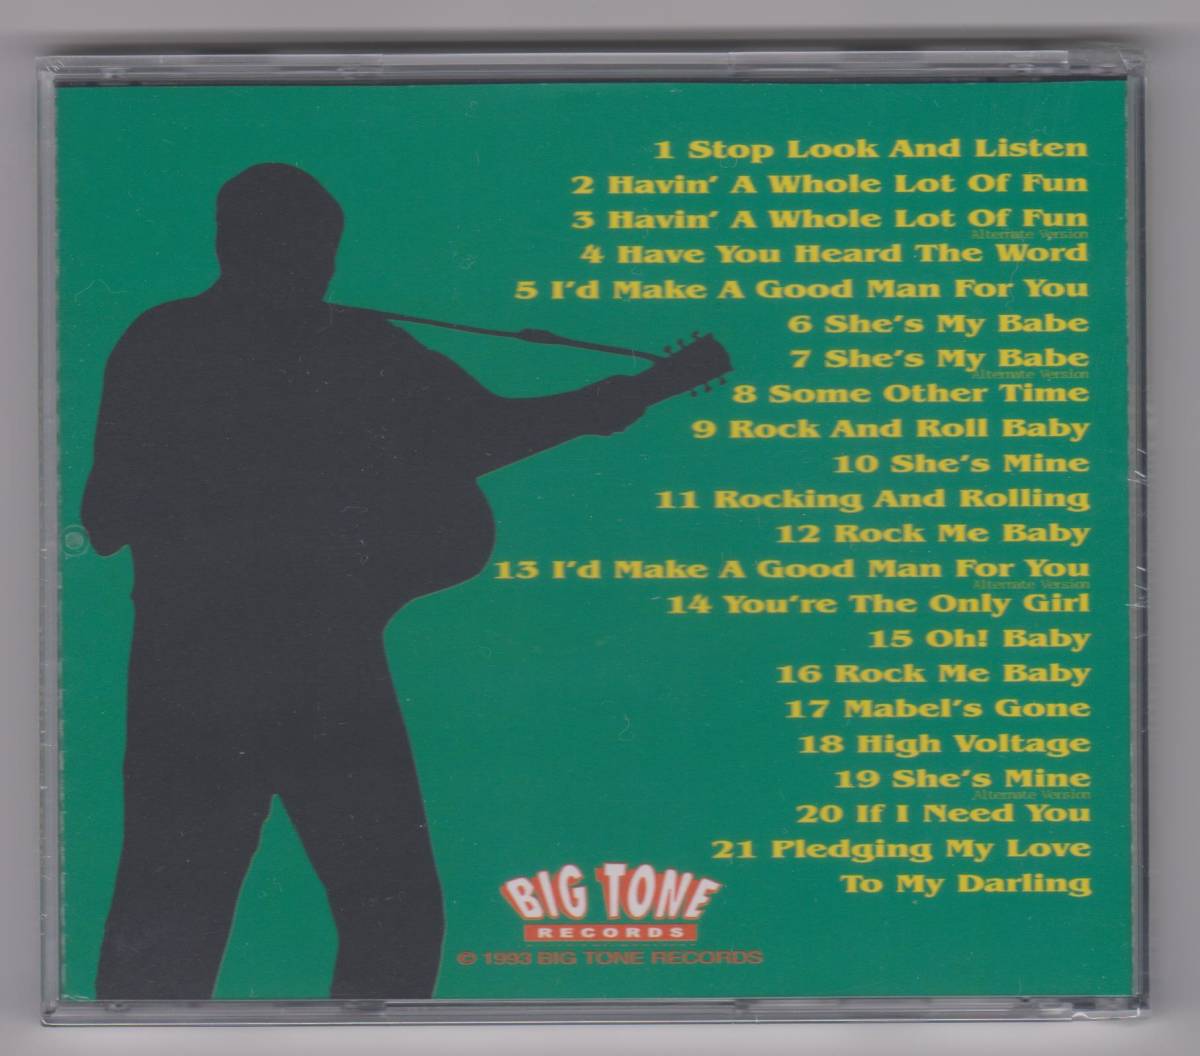 1 Stop Look And Listen
2 Havin' A Whole Lot Of Fun
3 Havin' A Whole Lot Of Fun
Alternate Version
4 Have You Heard The Word
5 I'd Make A Good Man For You
6 She's My Babe
7 She's My Babe
Alternate Version
8 Some Other Time
9 Rock And Roll Baby
10 She's Mine
11 Rocking And Rolling
12 Rock Me Baby
13 I'd Make A Good Man For You
Alternate Version
14 You're The Only Girl
15 Oh! Baby
16 Rock Me Baby
17 Mabel's Gone
18 High Voltage
19 She's Mine
Alternate Version
20 If I Need You
21 Pledging My Love
To My Darling
BIG TONE
RECORDS
© 1993 BIG TONE RECORDS